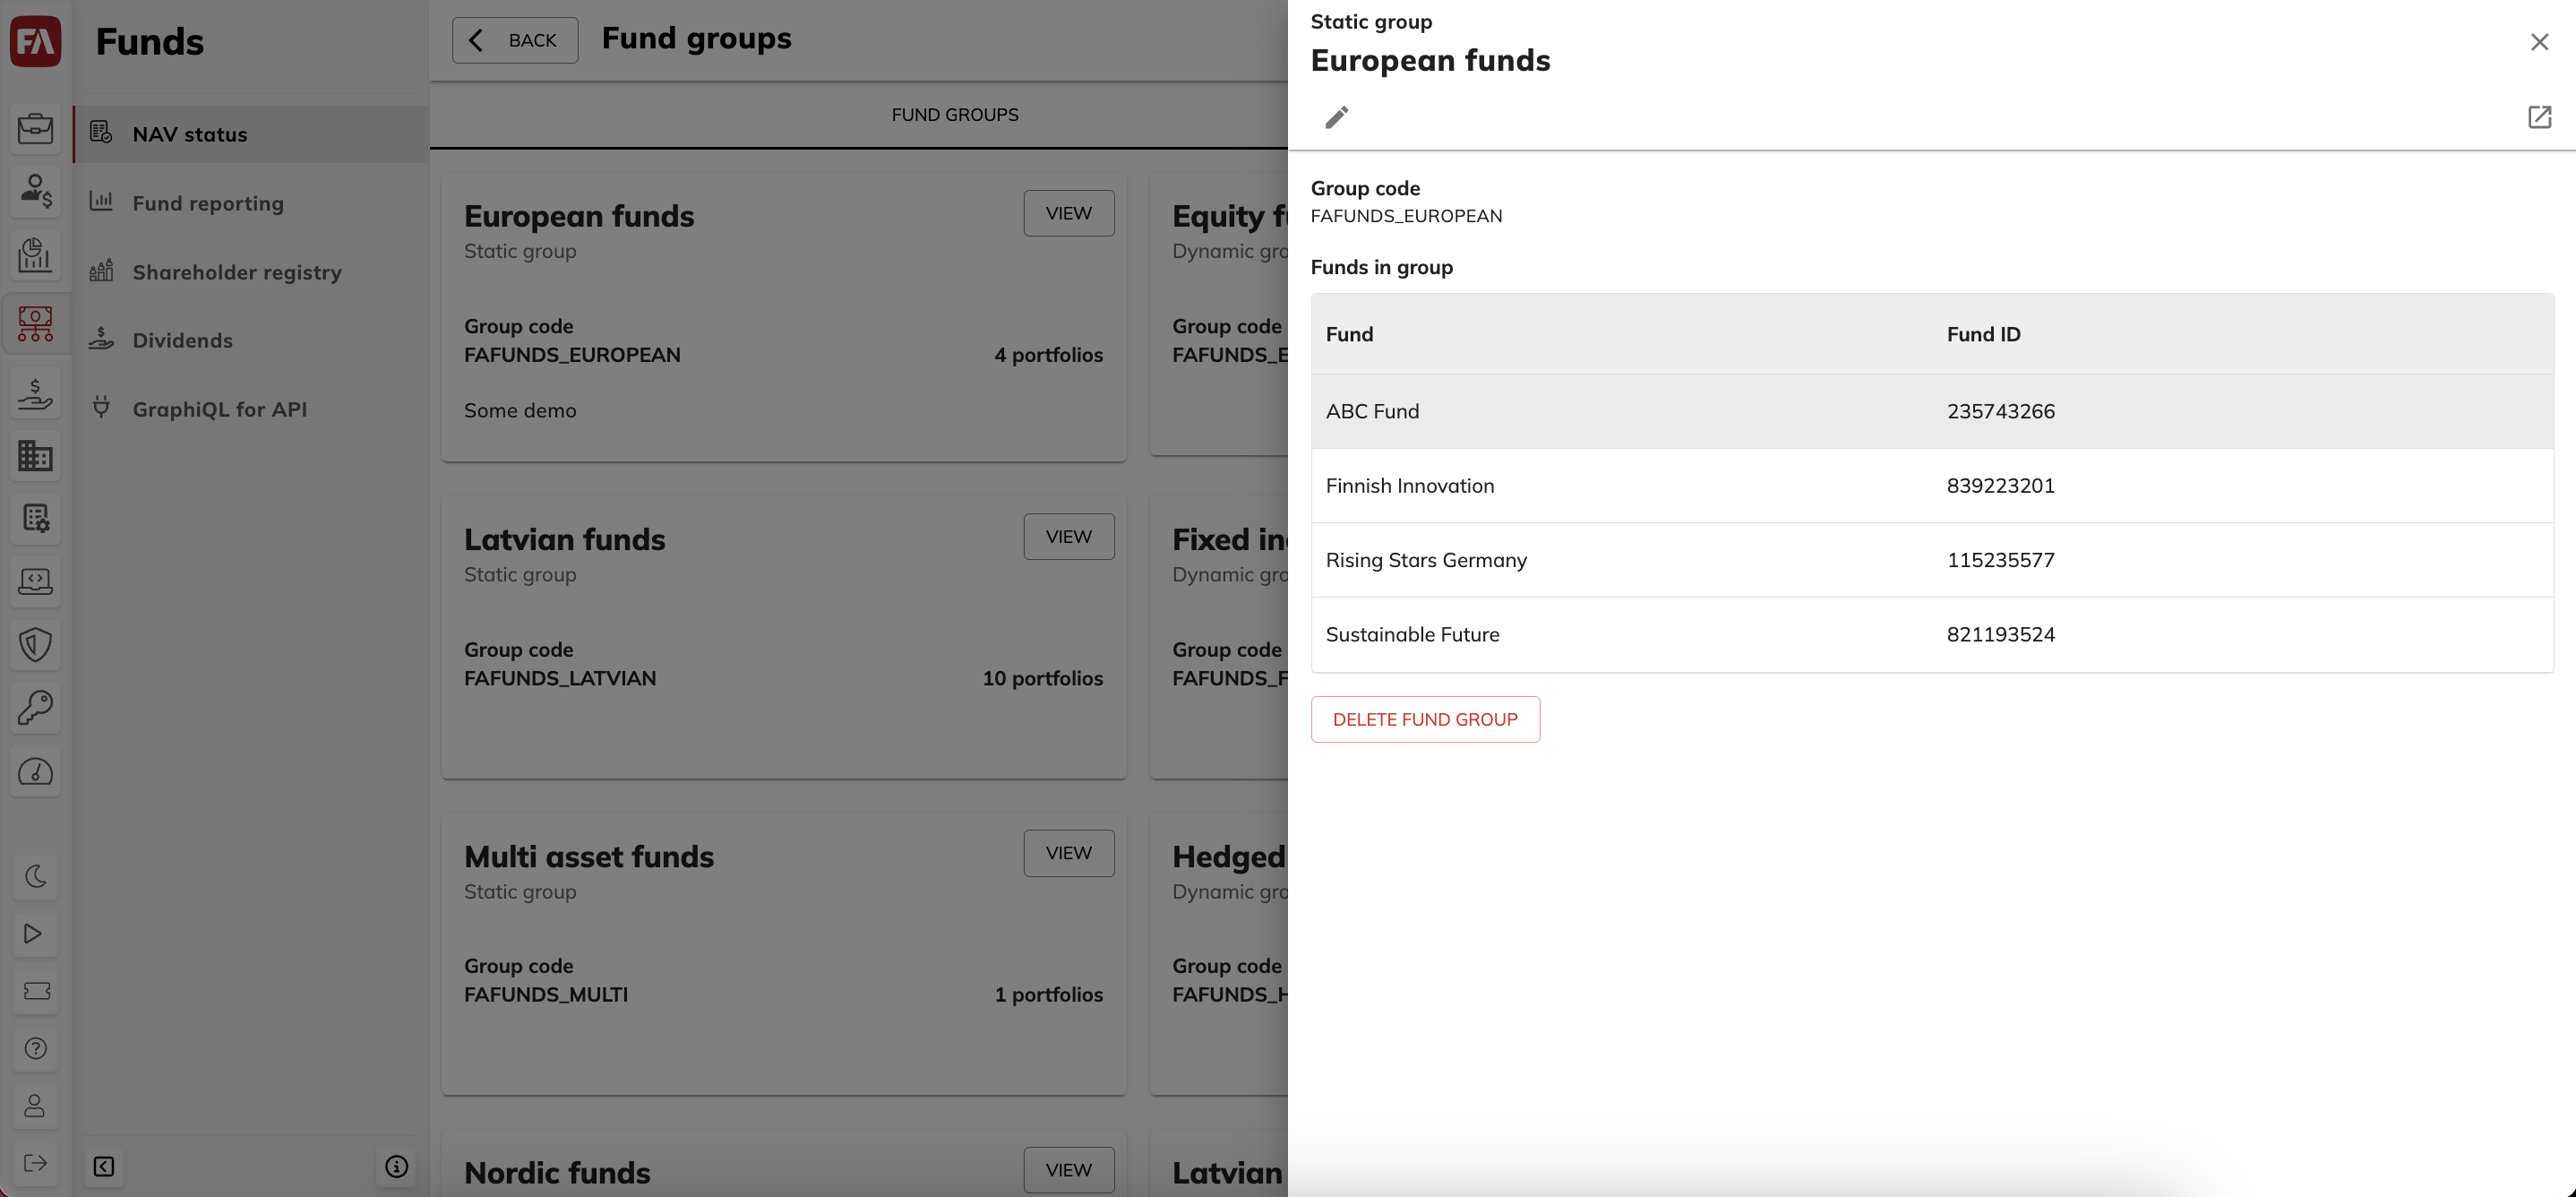 FA
Funds
NAV status
Fund reporting
Shareholder registry
Dividends
GraphiQL for API
BACK
Fund groups
FUND GROUPS
European funds
VIEW
Static group
Group code
FAFUNDS_EUROPEAN
4 portfolios
Some demo
Equity f
Dynamic gro
Group code
FAFUNDS_E
Latvian funds
VIEW
Static group
Group code
FAFUNDS_LATVIAN
10 portfolios
Fixed in
Dynamic gro
Group code
FAFUNDS_F
Multi asset funds
VIEW
Static group
Group code
FAFUNDS_MULTI
1 portfolios
Hedged
Dynamic gro
Group code
FAFUNDS_H
Nordic funds
VIEW
Latvian
Static group
European funds
Group code
FAFUNDS_EUROPEAN
Funds in group
Fund Fund ID
ABC Fund 235743266
Finnish Innovation 839223201
Rising Stars Germany 115235577
Sustainable Future 821193524
DELETE FUND GROUP